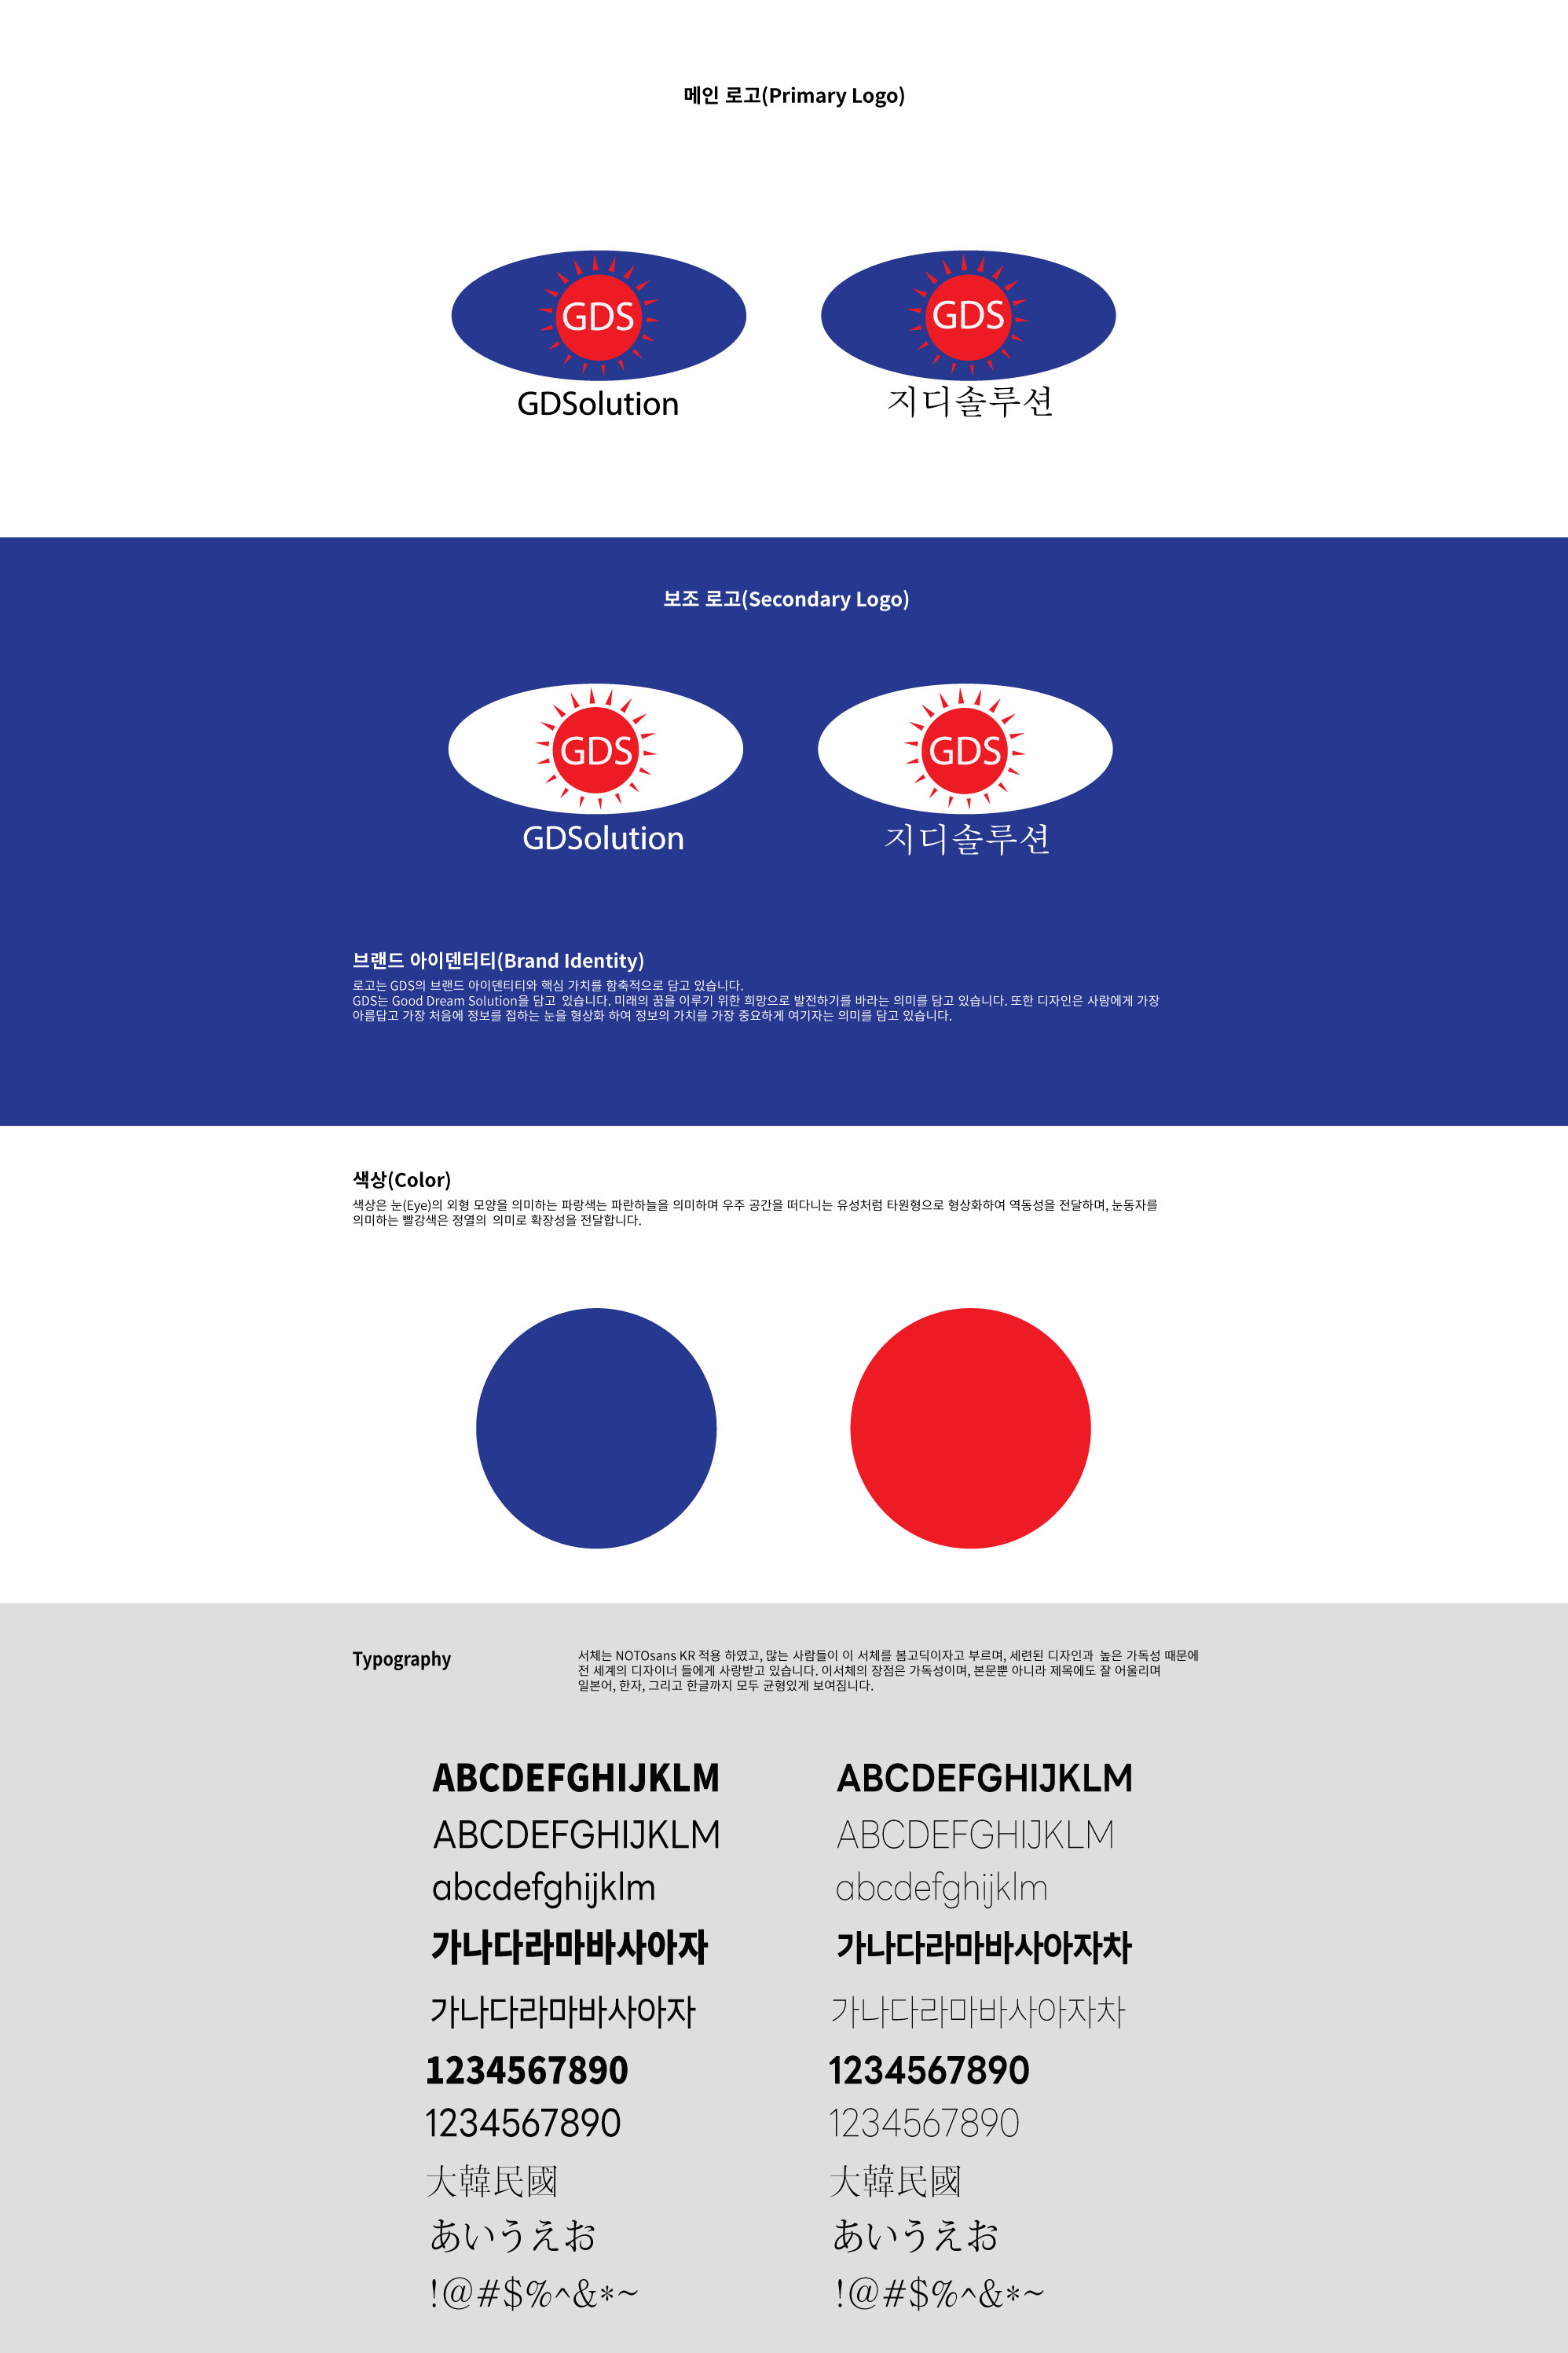 메인 로고(Primary Logo)
GDS
GDS
GDSolution
지디솔루션
보조 로고(Secondary Logo)
GDS
GDS
GDSolution
지디솔루션
브랜드 아이덴티티(Brand Identity)
로고는 GDS의 브랜드 아이덴티티와 핵심 가치를 함축적으로 담고 있습니다.
GDS는 Good Dream Solution을 담고 있습니다. 미래의 꿈을 이루기 위한 희망으로 발전하기를 바라는 의미를 담고 있습니다. 또한 디자인은 사람에게 가장
아름답고 가장 처음에 정보를 접하는 눈을 형상화 하여 정보의 가치를 가장 중요하게 여기자는 의미를 담고 있습니다.
색상(Color)
색상은 눈(Eye)의 외형 모양을 의미하는 파랑색는 파란하늘을 의미하며 우주 공간을 떠다니는 유성처럼 타원형으로 형상화하여 역동성을 전달하며, 눈동자를
의미하는 빨강색은 정열의 의미로 확장성을 전달합니다.
Typography
서체는 NOTOsans KR 적용 하였고, 많는 사람들이 이 서체를 봄고딕이자고 부르며, 세련된 디자인과 높은 가독성 때문에
전 세계의 디자이너 들에게 사랑받고 있습니다. 이서체의 장점은 가독성이며, 본문뿐 아니라 제목에도 잘 어울리며
일본어, 한자, 그리고 한글까지 모두 균형있게 보여짐니다.
ABCDEFGHIJKLM
ABCDEFGHIJKLM
abcdefghijklm
가나다라마바사아자
가나다라마바사아자
1234567890
1234567890
大韓民國
あいうえお
!@#$%^&*~
ABCDEFGHIJKLM
ABCDEFGHIJKLM
abcdefghijklm
가나다라마바사아자차
가나다라마바사아자차
1234567890
1234567890
大韓民國
あいうえお
!@#$%^&*~